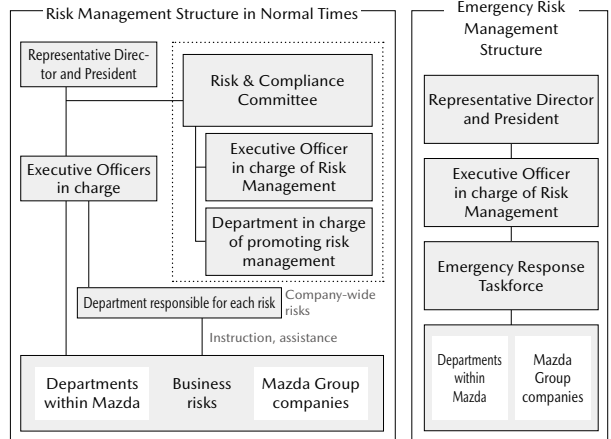 Risk Management Structure in Normal Times
Representative Direc-
tor and President
Risk & Compliance
Committee
Executive Officer
in charge of Risk
Management
Executive Officers
in charge
Department in charge
of promoting risk
management
Department responsible for each risk
Company-wide
risks
Instruction, assistance
Departments
within Mazda
Business
risks
Mazda Group
companies
Emergency Risk
Management
Structure
Representative Director
and President
Executive Officer
in charge of Risk
Management
Emergency Response
Taskforce
Departments
within
Mazda
Mazda
Group
companies